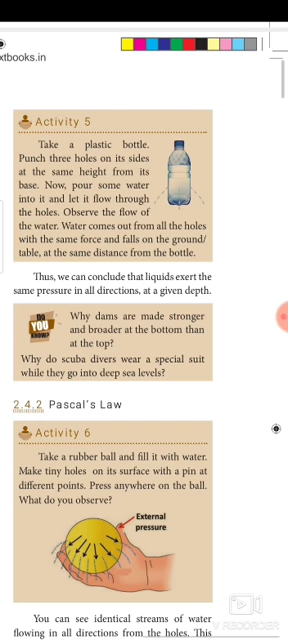 xtbooks.in
Activity 5
Take a plastic bottle.
Punch three holes on its sides
at the same height from its
base. Now, pour some water
into it and let it flow through
the holes. Observe the flow of
the water. Water comes out from all the holes
with the same force and falls on the ground/
table, at the same distance from the bottle.
Thus, we can conclude that liquids exert the
same pressure in all directions, at a given depth.
DO
YOU
KNOW?
Why dams are made stronger
and broader at the bottom than
at the top?
Why do scuba divers wear a special suit
while they go into deep sea levels?
2.4.2 Pascal's Law
Activity 6
Take a rubber ball and fill it with water.
Make tiny holes on its surface with a pin at
different points. Press anywhere on the ball.
What do you observe?
External
pressure
You can see identical streams of water
flowing in all directions from the holes. This
V RECORDER